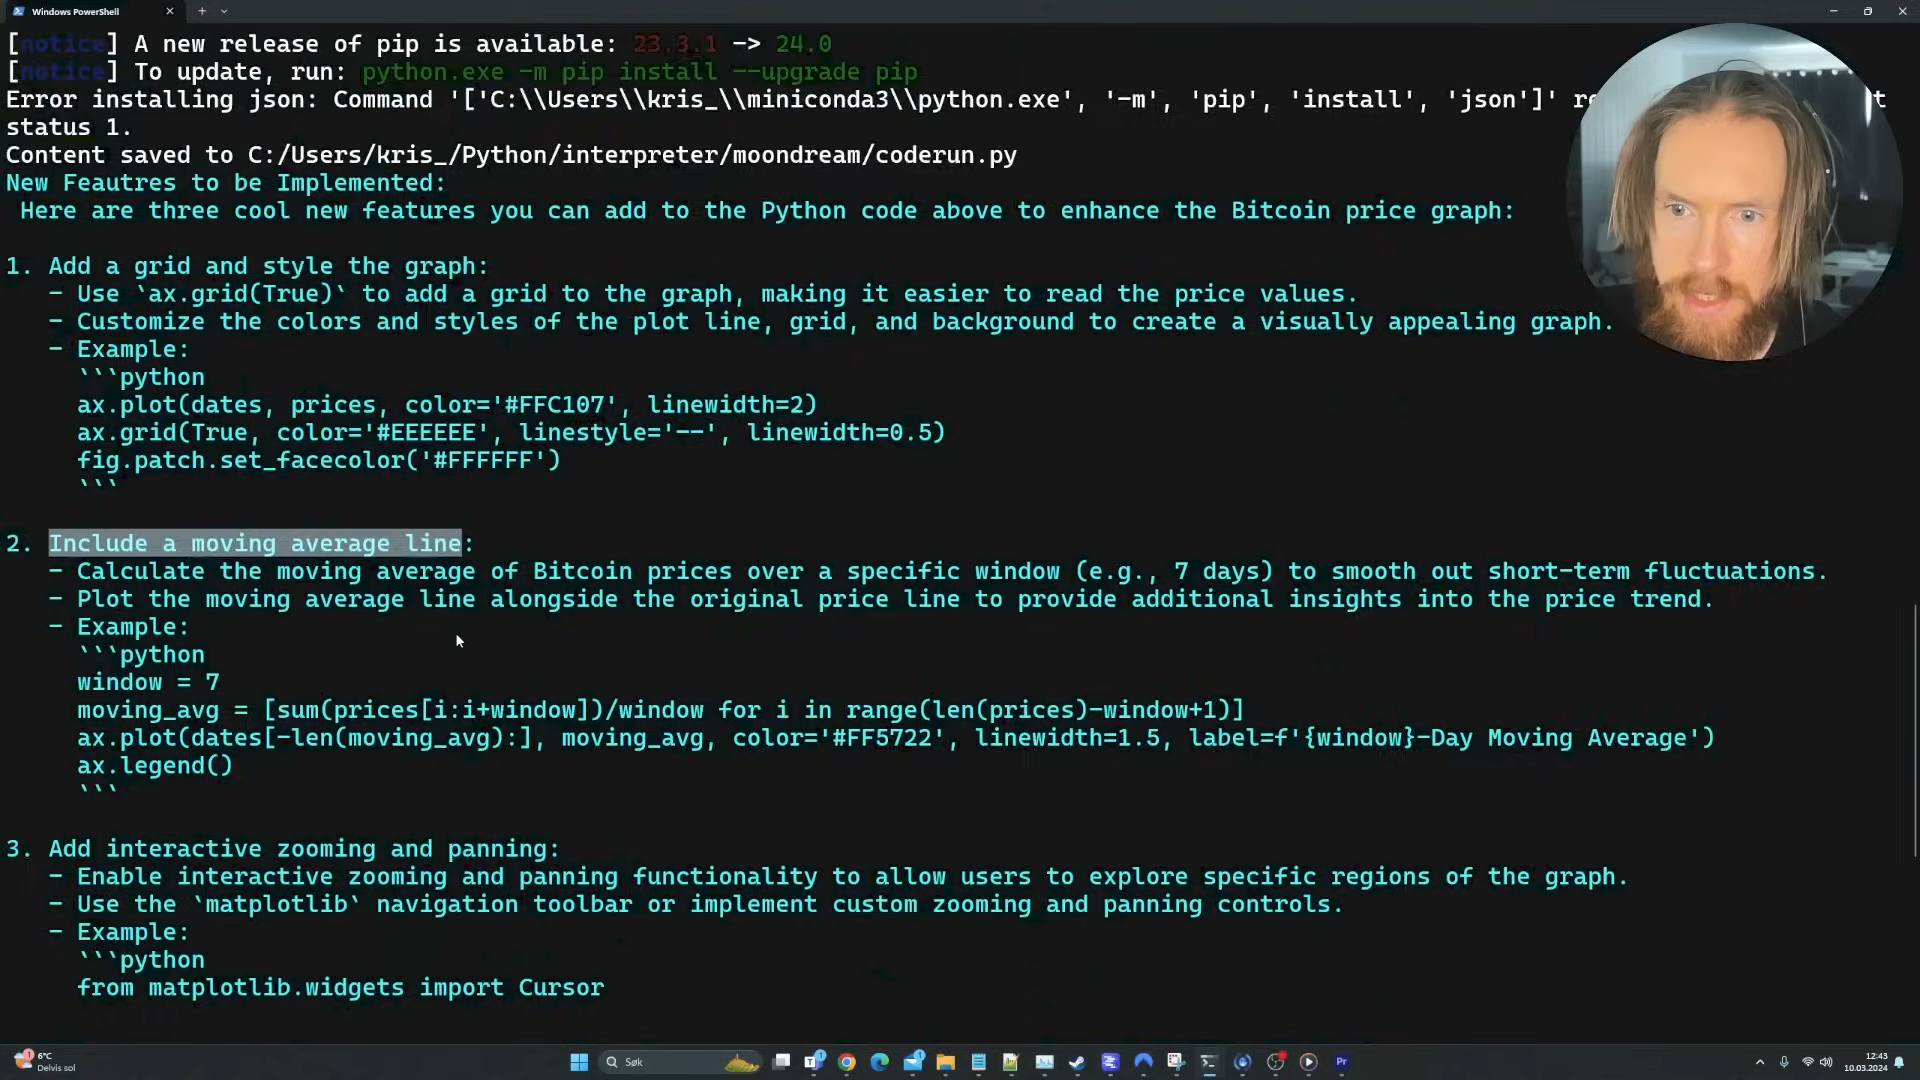 Windows PowerShell
[notice] A new release of pip is available: 23.3.1 -> 24.0
[notice] To update, run: python.exe -m pip install --upgrade pip
Error installing json: Command '['C:\\Users\\kris_\\miniconda3\\python.exe', '-m', 'pip', 'install', 'json']' re t
status 1.
Content saved to C:/Users/kris_/Python/interpreter/moondream/coderun.py
New Feautres to be Implemented:
Here are three cool new features you can add to the Python code above to enhance the Bitcoin price graph:
1. Add a grid and style the graph:
- Use `ax.grid(True)` to add a grid to the graph, making it easier to read the price values.
- Customize the colors and styles of the plot line, grid, and background to create a visually appealing graph.
- Example:
```python
ax.plot(dates, prices, color='#FFC107', linewidth=2)
ax.grid(True, color='#EEEEEE', linestyle='--', linewidth=0.5)
fig.patch.set_facecolor('#FFFFFF')
```
2. Include a moving average line:
- Calculate the moving average of Bitcoin prices over a specific window (e.g., 7 days) to smooth out short-term fluctuations.
- Plot the moving average line alongside the original price line to provide additional insights into the price trend.
- Example:
```python
window = 7
moving_avg = [sum(prices[i:i+window])/window for i in range(len(prices)-window+1)]
ax.plot(dates[-len(moving_avg):], moving_avg, color='#FF5722', linewidth=1.5, label=f'{window}-Day Moving Average')
ax.legend()
```
3. Add interactive zooming and panning:
- Enable interactive zooming and panning functionality to allow users to explore specific regions of the graph.
- Use the `matplotlib` navigation toolbar or implement custom zooming and panning controls.
- Example:
```python
from matplotlib.widgets import Cursor
6°C
Delvis sol
Søk
Pr
12:43
10.03.2024